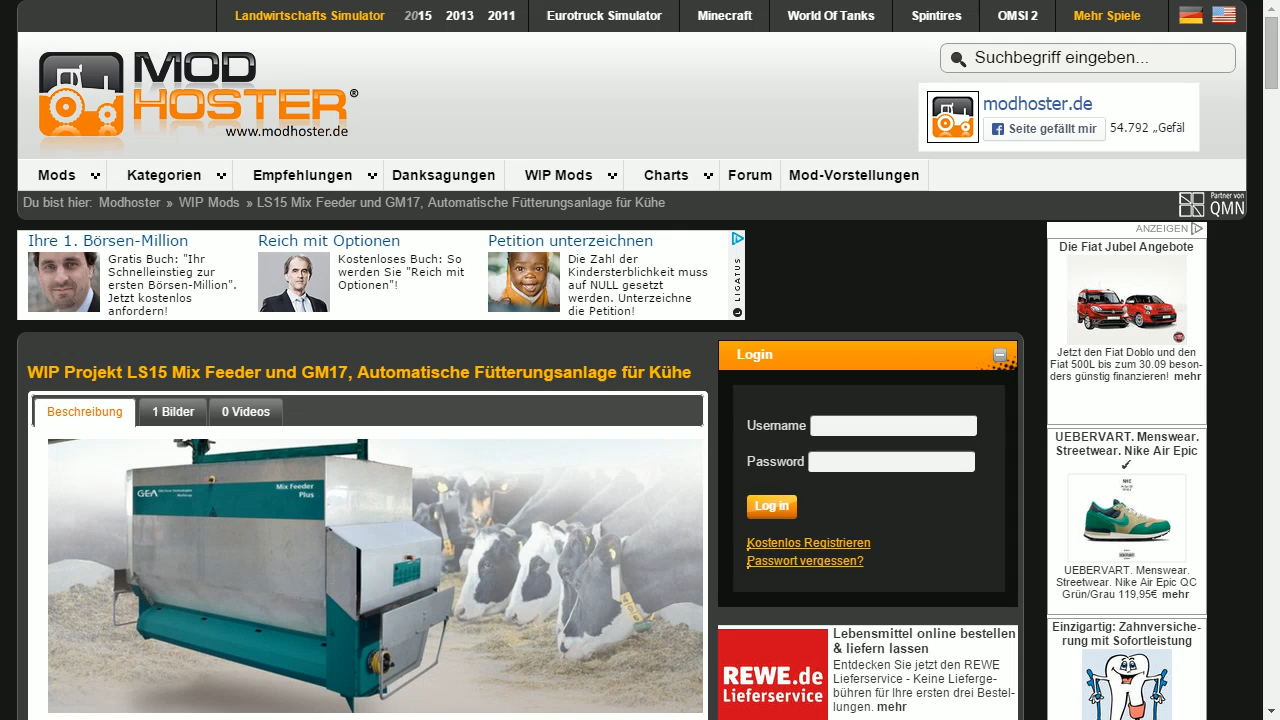 Landwirtschafts Simulator 2015 2013 2011 Eurotruck Simulator Minecraft World Of Tanks Spintires OMSI 2 Mehr Spiele
MOD
HOSTER®
www.modhoster.de
Suchbegriff eingeben...
modhoster.de
Seite gefällt mir 54.792 „Gefäl
Mods Kategorien Empfehlungen Danksagungen WIP Mods Charts Forum Mod-Vorstellungen
Du bist hier: Modhoster » WIP Mods » LS15 Mix Feeder und GM17, Automatische Fütterungsanlage für Kühe
Partner von
QMN
Ihre 1. Börsen-Million
Gratis Buch: "Ihr
Schnelleinstieg zur
ersten Börsen-Million".
Jetzt kostenlos
anfordern!
Reich mit Optionen
Kostenloses Buch: So
werden Sie "Reich mit
Optionen"!
Petition unterzeichnen
Die Zahl der
Kindersterblichkeit muss
auf NULL gesetzt
werden. Unterzeichne
die Petition!
LIGATUS
WIP Projekt LS15 Mix Feeder und GM17, Automatische Fütterungsanlage für Kühe
Beschreibung 1 Bilder 0 Videos
GEA
Mix Feeder
Plus
Login
Username
Password
Log in
Kostenlos Registrieren
Passwort vergessen?
REWE.de
Lieferservice
Lebensmittel online bestellen
& liefern lassen
Entdecken Sie jetzt den REWE
Lieferservice - Keine Lieferge-
bühren für Ihre ersten drei Bestel-
lungen. mehr
ANZEIGEN
Die Fiat Jubel Angebote
Jetzt den Fiat Doblo und den
Fiat 500L bis zum 30.09 beson-
ders günstig finanzieren! mehr
UEBERVART. Menswear.
Streetwear. Nike Air Epic
✓
UEBERVART. Menswear.
Streetwear. Nike Air Epic QC
Grün/Grau 119,95€ mehr
Einzigartig: Zahnversiche-
rung mit Sofortleistung